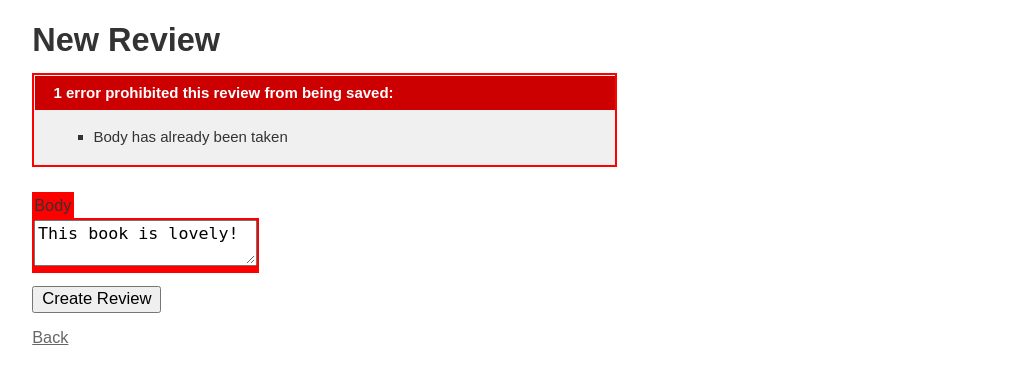 New Review
1 error prohibited this review from being saved:
Body has already been taken
Body
This book is lovely!
Create Review
Back